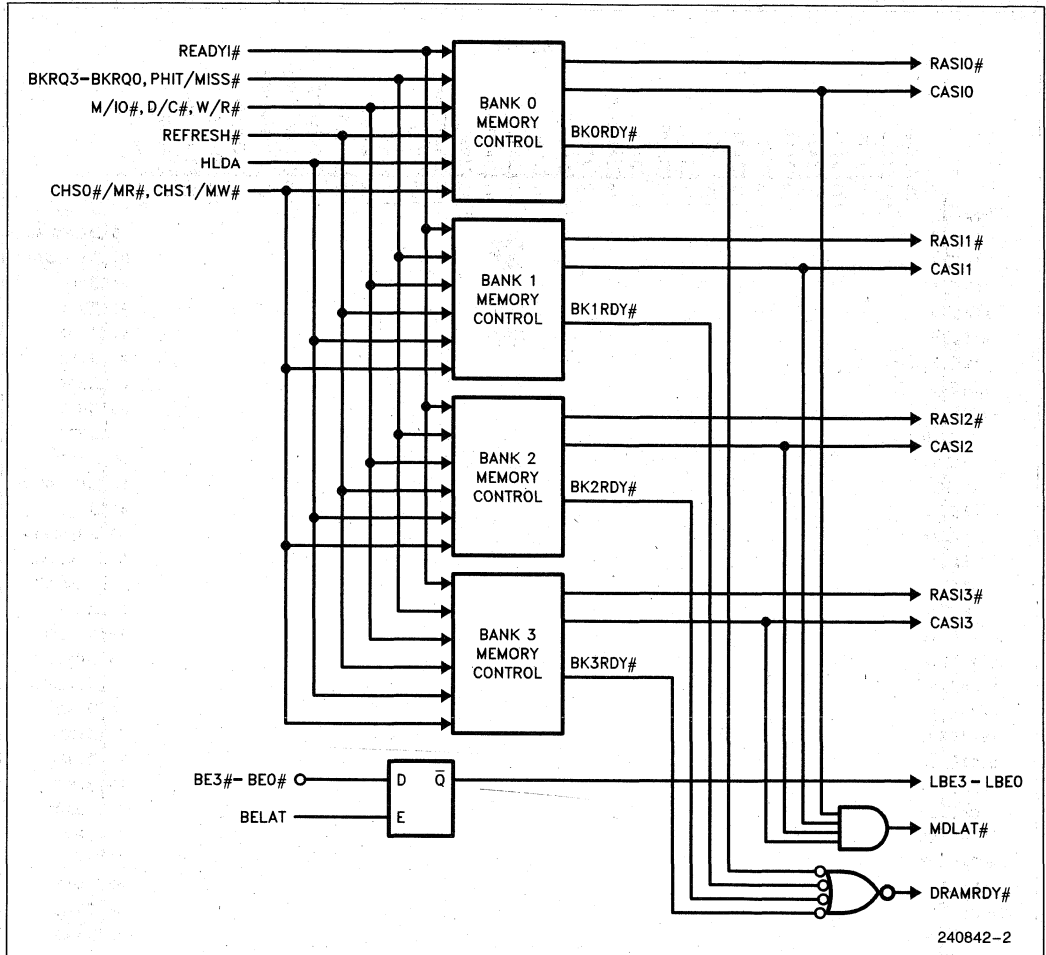 READYI#
BKRQ3-BKRQ0, PHIT/MISS#
M/IO#, D/C#, W/R#
REFRESH#
HLDA
CHS0#/MR#, CHS1/MW#
BANK 0
MEMORY
CONTROL
BK0RDY#
RASI0#
CASI0
BANK 1
MEMORY
CONTROL
BK1RDY#
RASI1#
CASI1
BANK 2
MEMORY
CONTROL
BK2RDY#
RASI2#
CASI2
BANK 3
MEMORY
CONTROL
BK3RDY#
RASI3#
CASI3
BE3#-BE0#
BELAT
D Q̅
E
LBE3-LBE0
MDLAT#
DRAMRDY#
240842-2